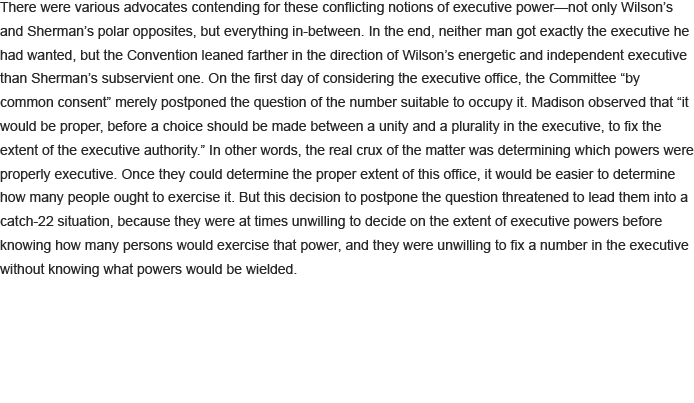 There were various advocates contending for these conflicting notions of executive power—not only Wilson’s
and Sherman’s polar opposites, but everything in-between. In the end, neither man got exactly the executive he
had wanted, but the Convention leaned farther in the direction of Wilson’s energetic and independent executive
than Sherman’s subservient one. On the first day of considering the executive office, the Committee “by
common consent” merely postponed the question of the number suitable to occupy it. Madison observed that “it
would be proper, before a choice should be made between a unity and a plurality in the executive, to fix the
extent of the executive authority.” In other words, the real crux of the matter was determining which powers were
properly executive. Once they could determine the proper extent of this office, it would be easier to determine
how many people ought to exercise it. But this decision to postpone the question threatened to lead them into a
catch-22 situation, because they were at times unwilling to decide on the extent of executive powers before
knowing how many persons would exercise that power, and they were unwilling to fix a number in the executive
without knowing what powers would be wielded.